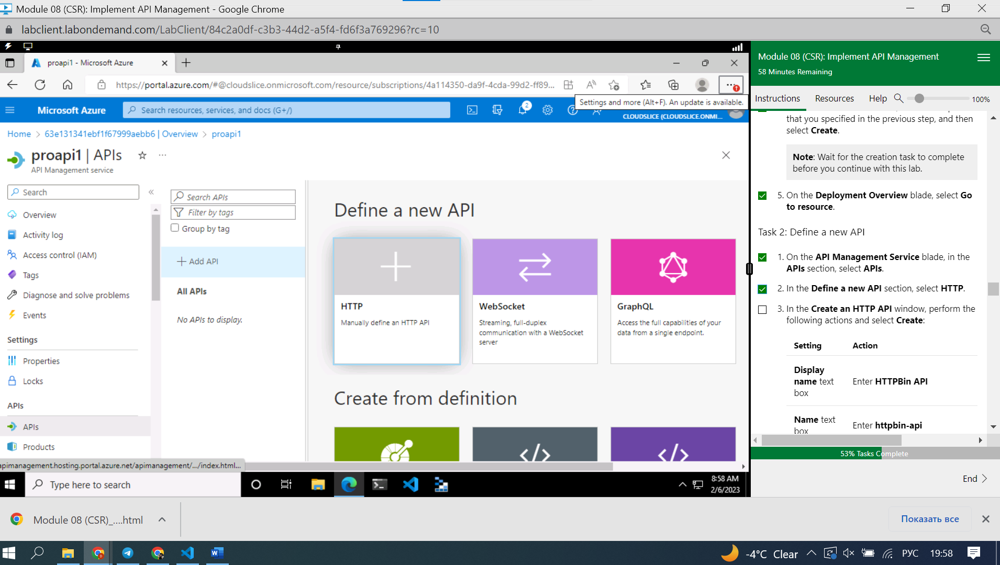 Module 08 (CSR): Implement API Management - Google Chrome
labclient.labondemand.com/LabClient/84c2a0df-c3b3-44d2-a5f4-fd6f3a769296?rc=10
proapi1 - Microsoft Azure
https://portal.azure.com/#@cloudslice.onmicrosoft.com/resource/subscriptions/4a114350-da9f-4cda-99d2-ff89...
Settings and more (Alt+F). An update is available.
Microsoft Azure
Search resources, services, and docs (G+/)
2
CLOUDSLICE (CLOUDSLICE.ONMI...
Home > 63e131341ebf1f67999aebb6 | Overview > proapi1
proapi1 | APIs
API Management service
Search
Overview
Activity log
Access control (IAM)
Tags
Diagnose and solve problems
Events
Settings
Properties
Locks
APIs
APIs
Products
apimanagement.hosting.portal.azure.net/apimanagement/.../index.html...
Search APIs
Filter by tags
Group by tag
+ Add API
All APIs
No APIs to display.
Define a new API
HTTP
Manually define an HTTP API
WebSocket
Streaming, full-duplex
communication with a WebSocket
server
GraphQL
Access the full capabilities of your
data from a single endpoint.
Create from definition
Type here to search
8:58 AM
2/6/2023
Module 08 (CSR): Implement API Management
58 Minutes Remaining
Instructions
Resources
Help
100%
that you specified in the previous step, and then
select Create.
Note: Wait for the creation task to complete
before you continue with this lab.
5. On the Deployment Overview blade, select Go
to resource.
Task 2: Define a new API
1. On the API Management Service blade, in the
APIs section, select APIs.
2. In the Define a new API section, select HTTP.
3. In the Create an HTTP API window, perform the
following actions and select Create:
Setting Action
Display
name text
box
Enter HTTPBin API
Name text
box
Enter httpbin-api
53% Tasks Complete
End
Module 08 (CSR)_....html
Показать все
-4°C Clear
РУС
19:58